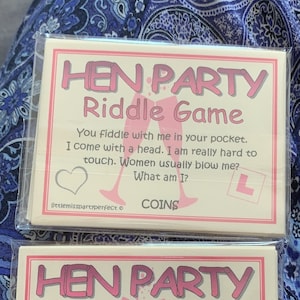 HEN PARTY
Riddle Game
You fiddle with me in your pocket.
I come with a head. I am really hard to
touch. Women usually blow me?
What am I?
L
littlemisspartyperfect ©
COINS
HEN PARTY